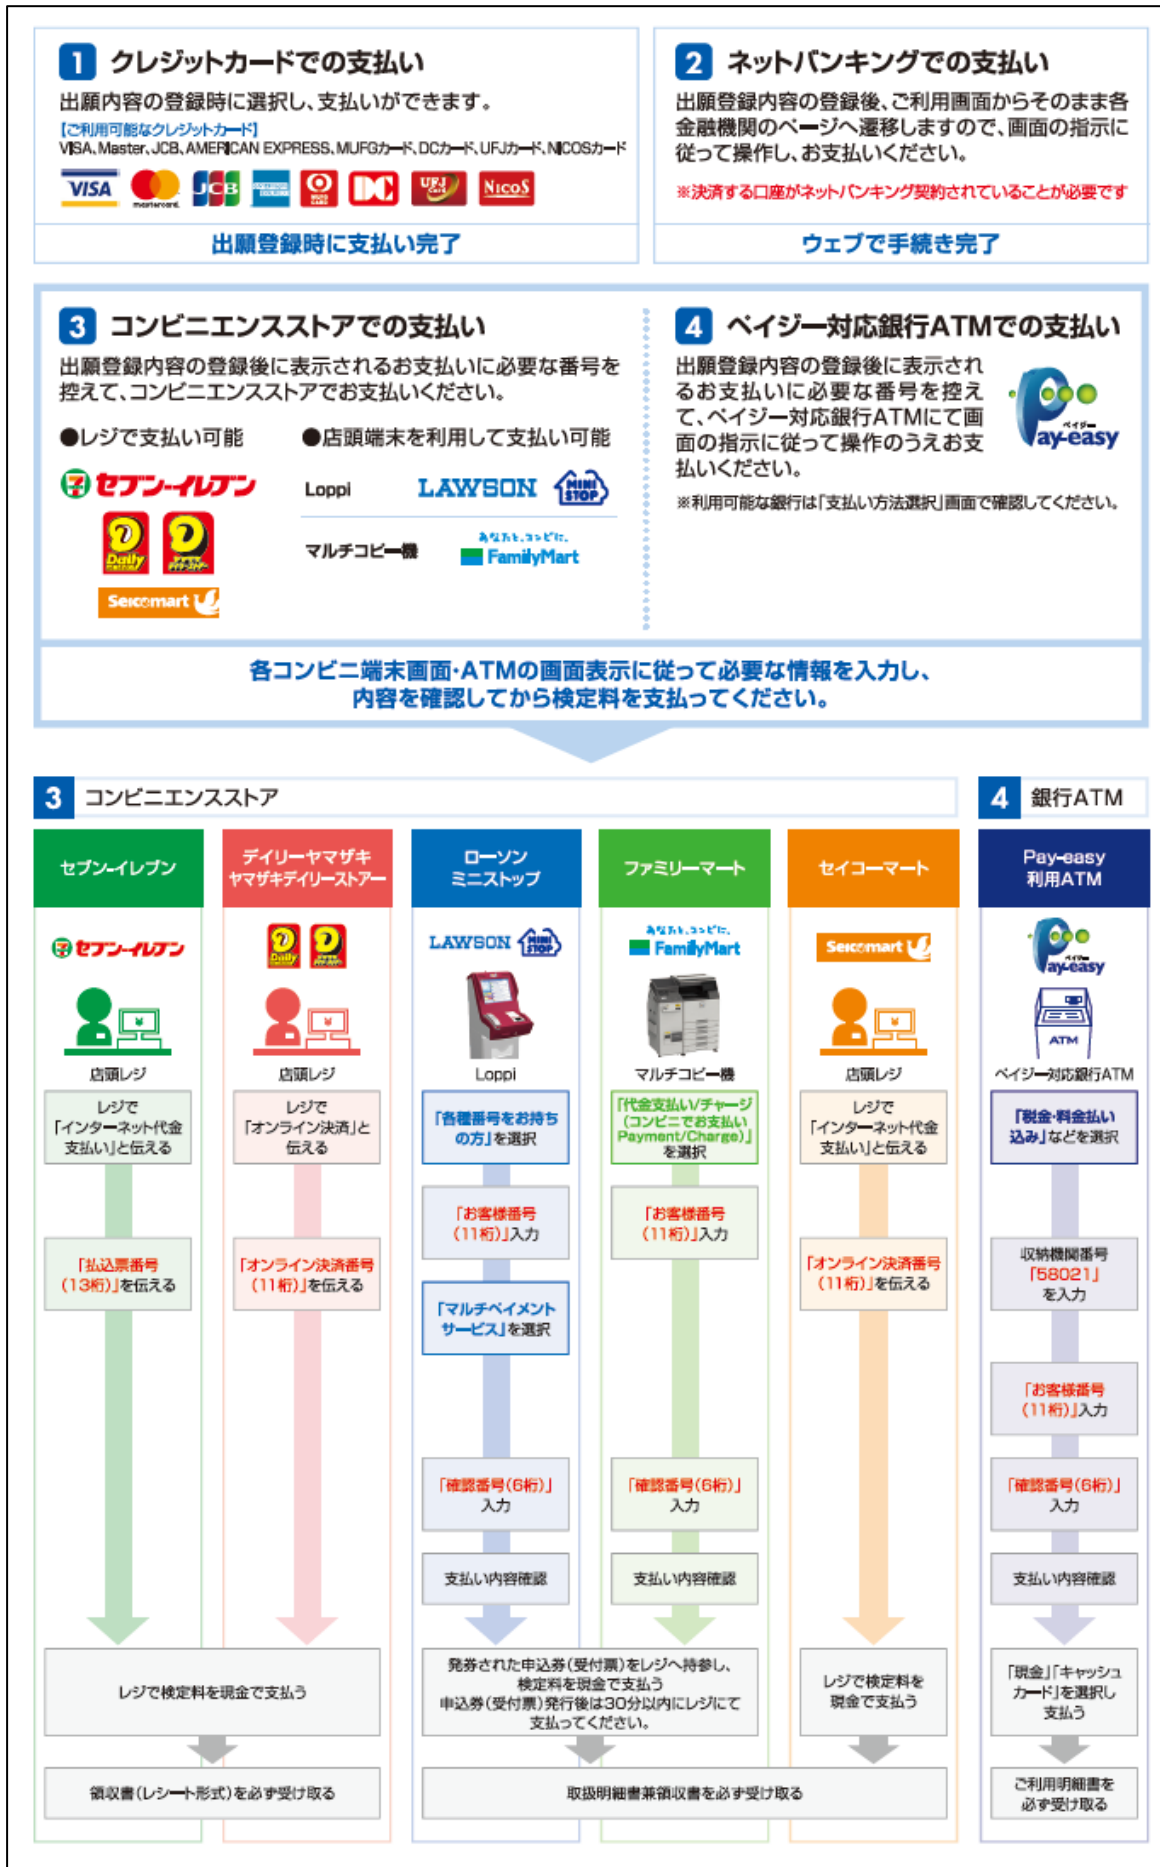 1 クレジットカードでの支払い
出願内容の登録時に選択し、支払いができます。
【ご利用可能なクレジットカード】
VISA、Master、JCB、AMERICAN EXPRESS、MUFGカード、DCカード、UFJカード、NICOSカード
VISA mastercard JCB AMERICAN EXPRESS DC UFJ Card NICOS
出願登録時に支払い完了
2 ネットバンキングでの支払い
出願登録内容の登録後、ご利用画面からそのまま各
金融機関のページへ遷移しますので、画面の指示に
従って操作し、お支払いください。
※決済する口座がネットバンキング契約されていることが必要です
ウェブで手続き完了
3 コンビニエンスストアでの支払い
出願登録内容の登録後に表示されるお支払いに必要な番号を
控えて、コンビニエンスストアでお支払いください。
●レジで支払い可能
セブン-イレブン
Daily
Seicomart
●店頭端末を利用して支払い可能
Loppi LAWSON MINI STOP
マルチコピー機 あなたと、コンビに、 FamilyMart
4 ペイジー対応銀行ATMでの支払い
出願登録内容の登録後に表示され
るお支払いに必要な番号を控え
て、ペイジー対応銀行ATMにて画
面の指示に従って操作のうえお支
払いください。
ペイジー
Pay-easy
※利用可能な銀行は「支払い方法選択」画面で確認してください。
各コンビニ端末画面・ATMの画面表示に従って必要な情報を入力し、
内容を確認してから検定料を支払ってください。
3 コンビニエンスストア
セブン-イレブン
セブン-イレブン
店頭レジ
レジで
「インターネット代金
支払い」と伝える
「払込票番号
(13桁)」を伝える
デイリーヤマザキ
ヤマザキデイリーストアー
Daily
店頭レジ
レジで
「オンライン決済」と
伝える
「オンライン決済番号
(11桁)」を伝える
レジで検定料を現金で支払う
領収書(レシート形式)を必ず受け取る
ローソン
ミニストップ
LAWSON MINI STOP
Loppi
「各種番号をお持ち
の方」を選択
「お客様番号
(11桁)」入力
「マルチペイメント
サービス」を選択
「確認番号(6桁)」
入力
支払い内容確認
ファミリーマート
あなたと、コンビに、
FamilyMart
マルチコピー機
「代金支払い/チャージ
(コンビニでお支払い
Payment/Charge)」
を選択
「お客様番号
(11桁)」入力
「確認番号(6桁)」
入力
支払い内容確認
発券された申込券(受付票)をレジへ持参し、
検定料を現金で支払う
申込券(受付票)発行後は30分以内にレジにて
支払ってください。
セイコーマート
Seicomart
店頭レジ
レジで
「インターネット代金
支払い」と伝える
「オンライン決済番号
(11桁)」を伝える
レジで検定料を
現金で支払う
取扱明細書兼領収書を必ず受け取る
4 銀行ATM
Pay-easy
利用ATM
ペイジー
Pay-easy
ATM
ペイジー対応銀行ATM
「税金・料金払い
込み」などを選択
収納機関番号
「58021」
を入力
「お客様番号
(11桁)」入力
「確認番号(6桁)」
入力
支払い内容確認
「現金」「キャッシュ
カード」を選択し
支払う
ご利用明細書を
必ず受け取る